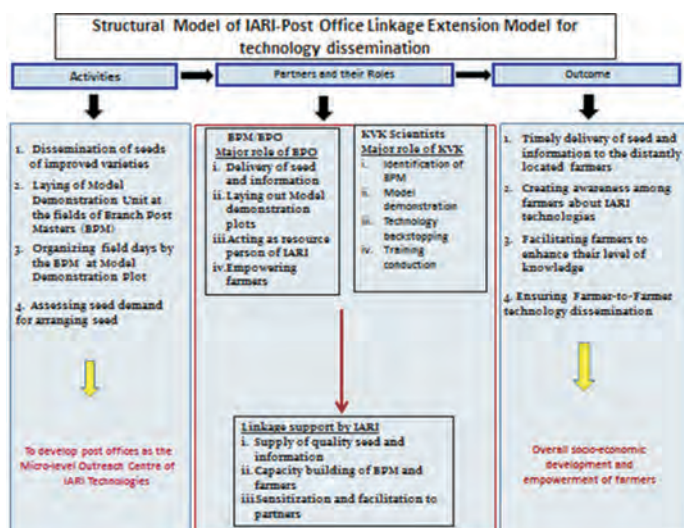 Structural Model of IARI-Post Office Linkage Extension Model for
technology dissemination
Activities
Partners and their Roles
Outcome
1. Dissemination of seeds
of improved varieties
2. Laying of Model
Demonstration Unit at
the fields of Branch Post
Masters (BPM)
3. Organizing field days by
the BPM at Model
Demonstration Plot
4. Assessing seed demand
for arranging seed
To develop post offices as the
Micro-level Outreach Centre of
IARI Technologies
BPM/BPO
Major role of BPO
i. Delivery of seed
and information
ii. Laying out Model
demonstration
plots
iii Acting as resource
person of IARI
iv. Empowering
farmers
KVK Scientists
Major role of KVK
i. Identification of
BPM
ii. Model
demonstration
iii. Technology
backstopping
iv. Training
conduction
Linkage support by IARI
i. Supply of quality seed and
information
ii. Capacity building of BPM and
farmers
iii Sensitization and facilitation to
partners
1. Timely delivery of seed and
information to the distantly
located farmers
2. Creating awareness among
farmers about IARI
technologies
3. Facilitating farmers to
enhance their level of
knowledge
4. Ensuring Farmer-to-Farmer
technology dissemination
Overall socio-economic
development and
empowerment of farmers